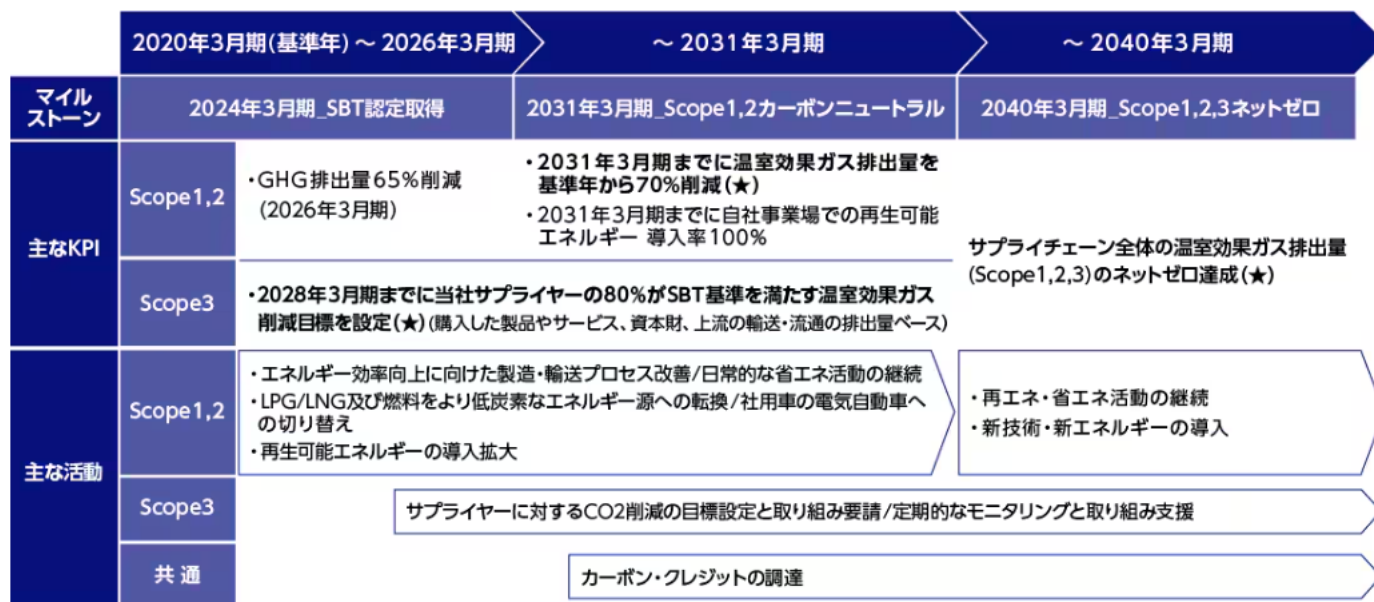 2020年3月期(基準年) ～ 2026年3月期
～ 2031年3月期
～ 2040年3月期
マイル
ストーン
2024年3月期_SBT認定取得
2031年3月期_Scope1,2カーボンニュートラル
2040年3月期_Scope1,2,3ネットゼロ
主なKPI
Scope1,2
・GHG排出量65%削減
(2026年3月期)
・2031年3月期までに温室効果ガス排出量を
基準年から70%削減(★)
・2031年3月期までに自社事業場での再生可能
エネルギー 導入率100%
サプライチェーン全体の温室効果ガス排出量
(Scope1,2,3)のネットゼロ達成(★)
Scope3
・2028年3月期までに当社サプライヤーの80%がSBT基準を満たす温室効果ガス
削減目標を設定(★)(購入した製品やサービス、資本財、上流の輸送・流通の排出量ベース)
主な活動
Scope1,2
・エネルギー効率向上に向けた製造・輸送プロセス改善/日常的な省エネ活動の継続
・LPG/LNG及び燃料をより低炭素なエネルギー源への転換/社用車の電気自動車へ
の切り替え
・再生可能エネルギーの導入拡大
・再エネ・省エネ活動の継続
・新技術・新エネルギーの導入
Scope3
サプライヤーに対するCO2削減の目標設定と取り組み要請/定期的なモニタリングと取り組み支援
共通
カーボン・クレジットの調達